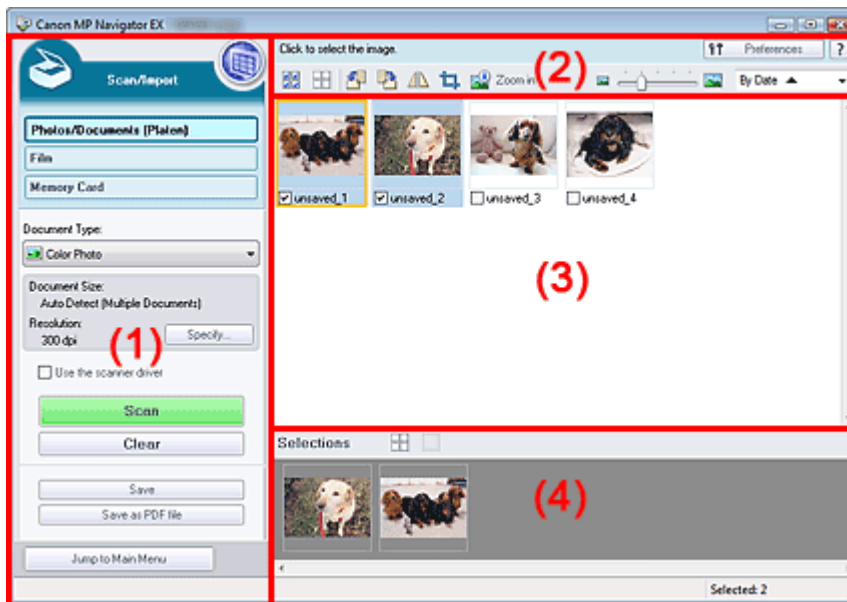 Canon MP Navigator EX
Scan/Import
Photos/Documents (Platen)
Film
Memory Card
Document Type:
Color Photo
Document Size:
Auto Detect (Multiple Documents)
Resolution:
300 dpi
Specify...
(1)
Use the scanner driver
Scan
Clear
Save
Save as PDF file
Jump to Main Menu
Click to select the image.
Preferences
?
(2)
Zoom in
By Date
unsaved_1
unsaved_2
unsaved_3
unsaved_4
(3)
Selections
(4)
Selected: 2